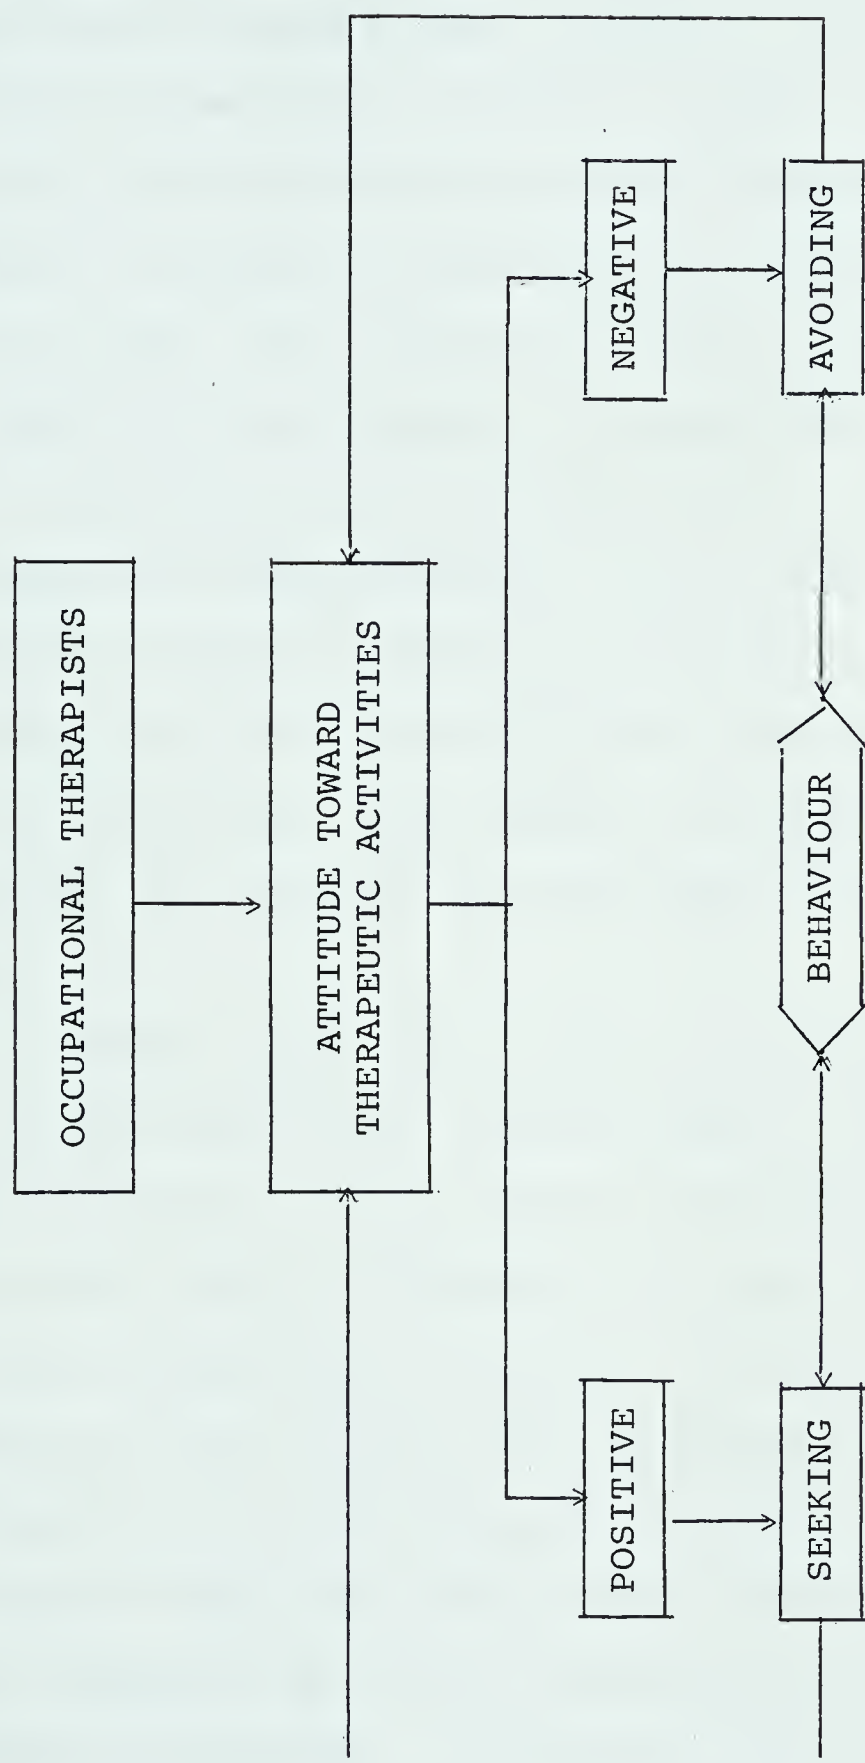 OCCUPATIONAL THERAPISTS
ATTITUDE TOWARD
THERAPEUTIC ACTIVITIES
POSITIVE
NEGATIVE
SEEKING
BEHAVIOUR
AVOIDING